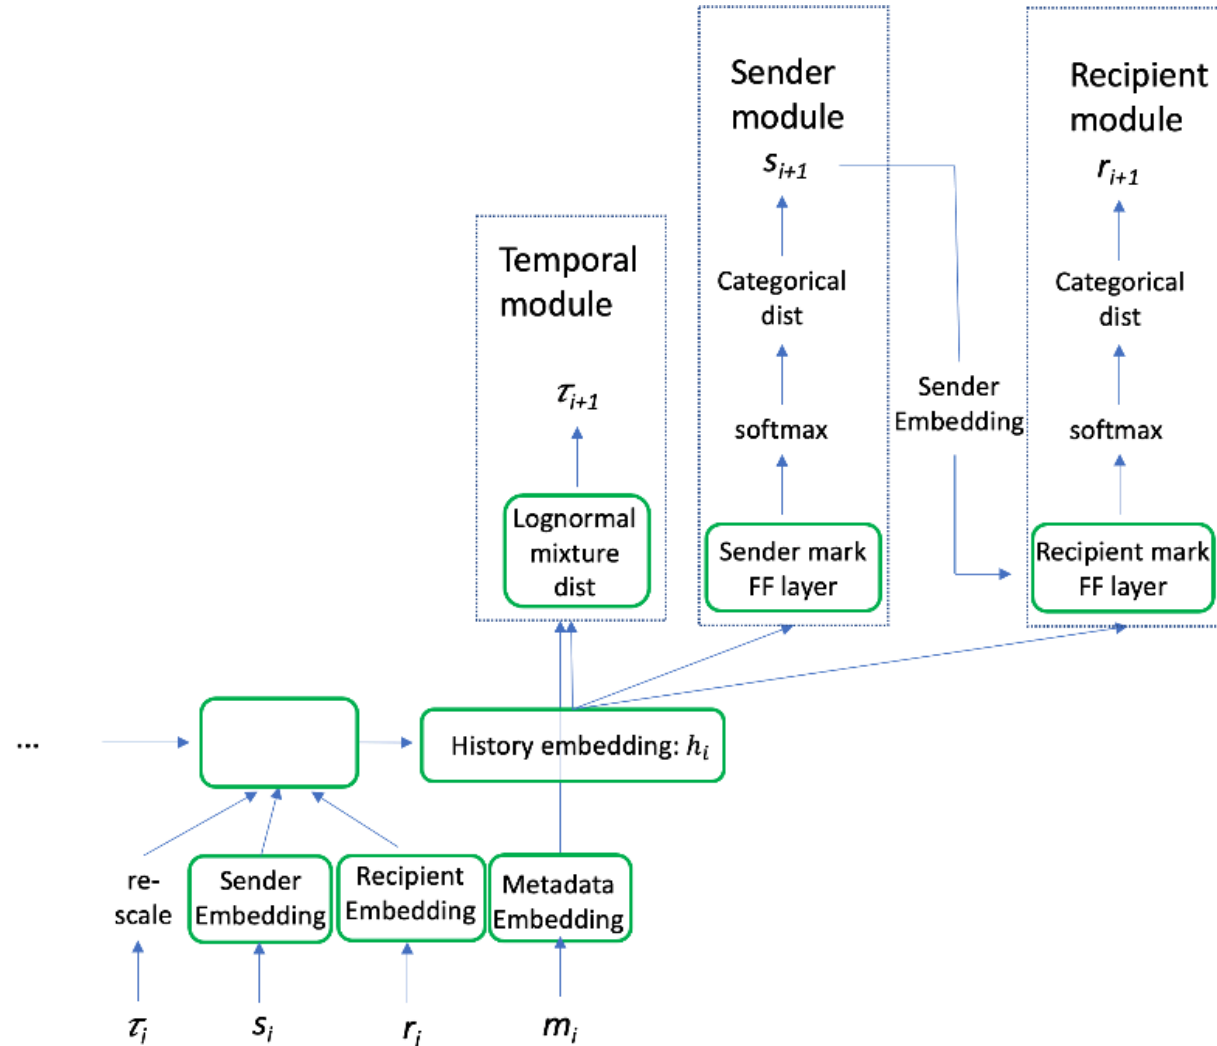 Sender
module
s_{i+1}
Categorical
dist
softmax
Sender mark
FF layer
Recipient
module
r_{i+1}
Categorical
dist
softmax
Recipient mark
FF layer
Sender
Embedding
Temporal
module
τ_{i+1}
Lognormal
mixture
dist
...
History embedding: h_i
re-
scale
Sender
Embedding
Recipient
Embedding
Metadata
Embedding
τ_i
s_i
r_i
m_i